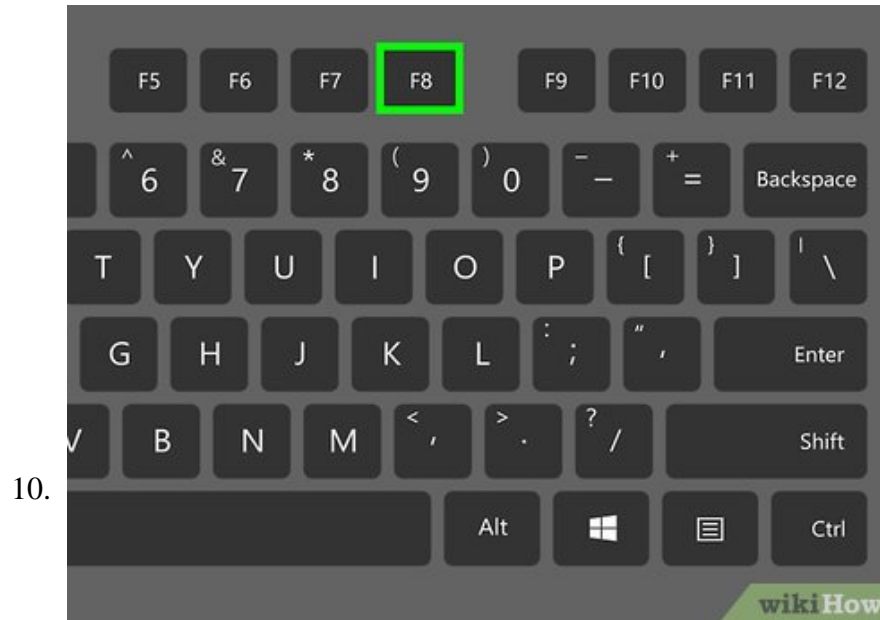 F5 F6 F7 F8 F9 F10 F11 F12
^ 6 & 7 * 8 ( 9 ) 0 – – + = Backspace
T Y U I O P { [ } ] | \
G H J K L : ; " ' Enter
V B N M < , > . ? / Shift
10.
Alt Ctrl
wikiHow